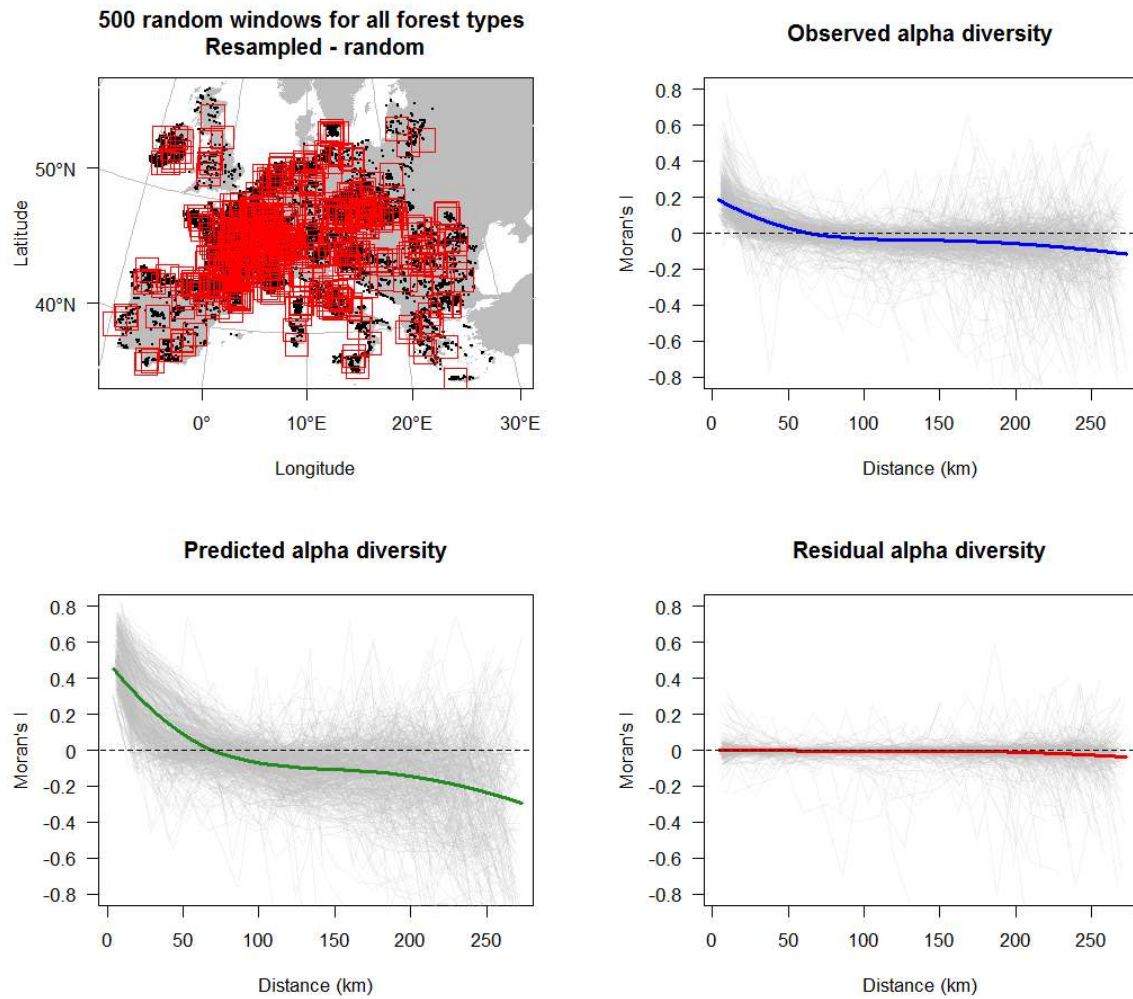 500 random windows for all forest types
Resampled - random
50°N
40°N
Latitude
0°
10°E
20°E
30°E
Longitude
Observed alpha diversity
0.8
0.6
0.4
0.2
0
-0.2
-0.4
-0.6
-0.8
Moran's I
0
50
100
150
200
250
Distance (km)
Predicted alpha diversity
0.8
0.6
0.4
0.2
0
-0.2
-0.4
-0.6
-0.8
Moran's I
0
50
100
150
200
250
Distance (km)
Residual alpha diversity
0.8
0.6
0.4
0.2
0
-0.2
-0.4
-0.6
-0.8
Moran's I
0
50
100
150
200
250
Distance (km)